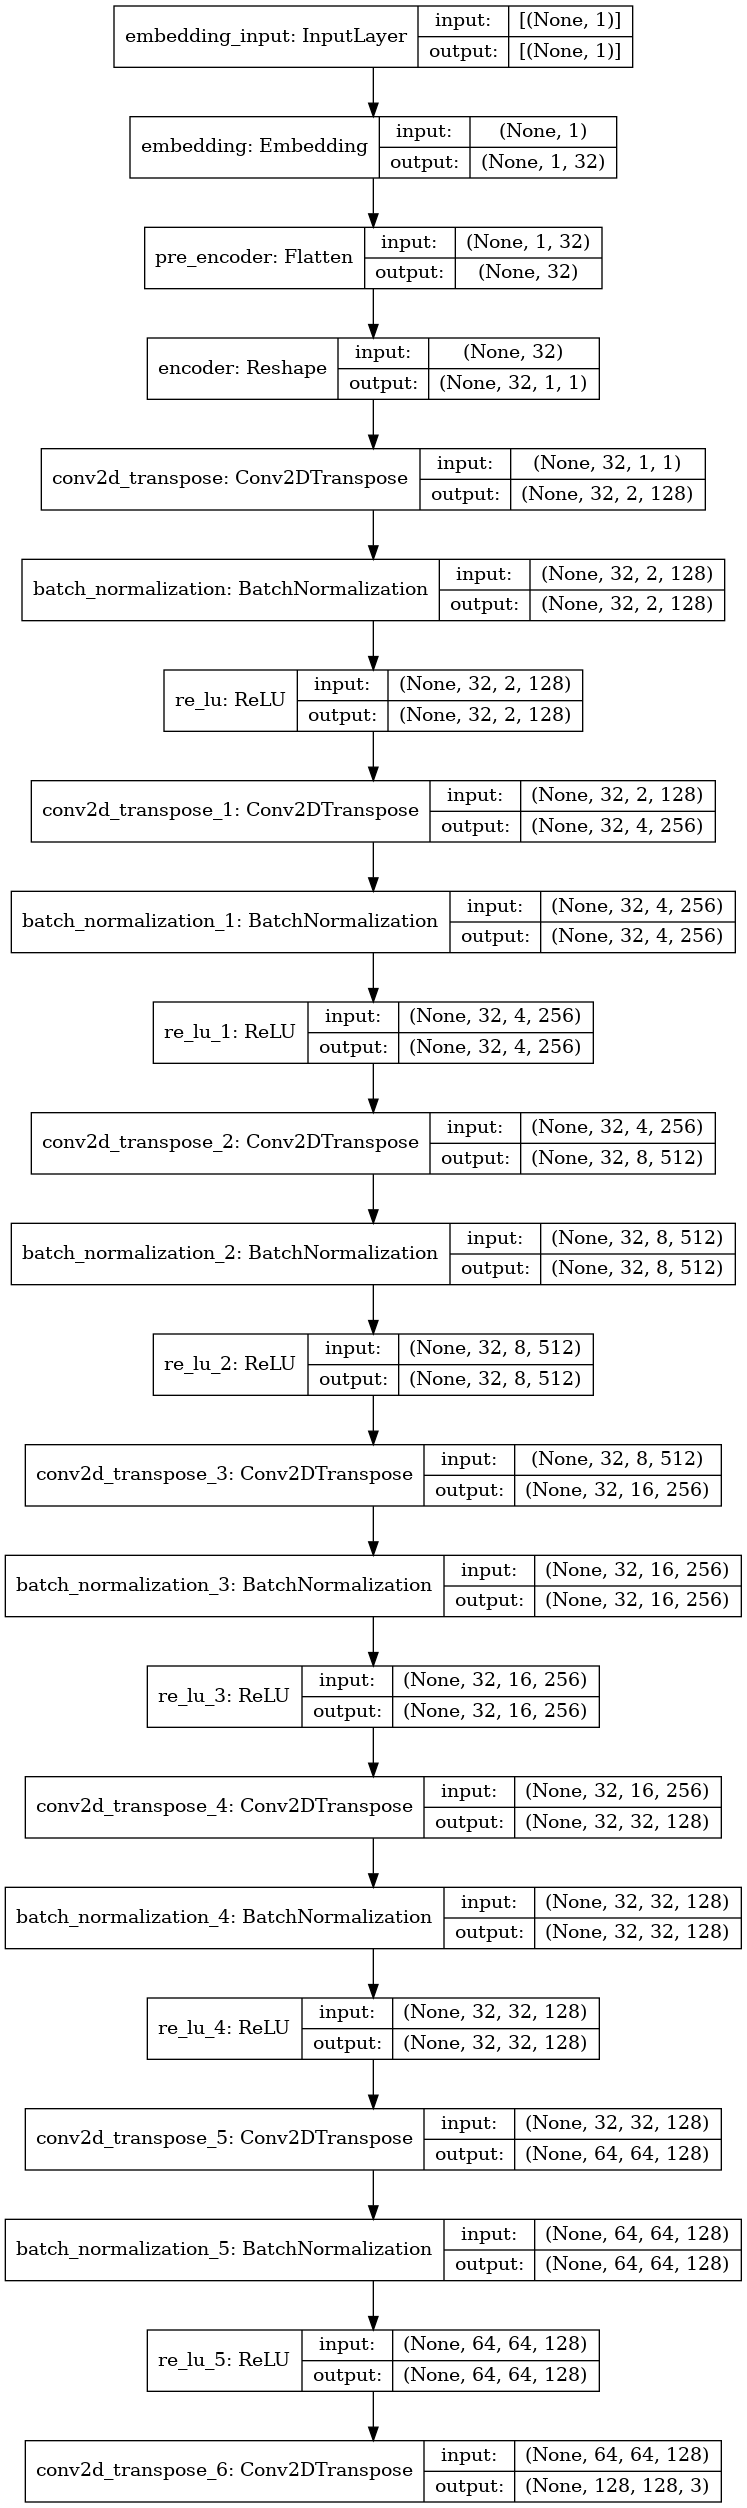 embedding_input: InputLayer input: [(None, 1)]
output: [(None, 1)]
embedding: Embedding input: (None, 1)
output: (None, 1, 32)
pre_encoder: Flatten input: (None, 1, 32)
output: (None, 32)
encoder: Reshape input: (None, 32)
output: (None, 32, 1, 1)
conv2d_transpose: Conv2DTranspose input: (None, 32, 1, 1)
output: (None, 32, 2, 128)
batch_normalization: BatchNormalization input: (None, 32, 2, 128)
output: (None, 32, 2, 128)
re_lu: ReLU input: (None, 32, 2, 128)
output: (None, 32, 2, 128)
conv2d_transpose_1: Conv2DTranspose input: (None, 32, 2, 128)
output: (None, 32, 4, 256)
batch_normalization_1: BatchNormalization input: (None, 32, 4, 256)
output: (None, 32, 4, 256)
re_lu_1: ReLU input: (None, 32, 4, 256)
output: (None, 32, 4, 256)
conv2d_transpose_2: Conv2DTranspose input: (None, 32, 4, 256)
output: (None, 32, 8, 512)
batch_normalization_2: BatchNormalization input: (None, 32, 8, 512)
output: (None, 32, 8, 512)
re_lu_2: ReLU input: (None, 32, 8, 512)
output: (None, 32, 8, 512)
conv2d_transpose_3: Conv2DTranspose input: (None, 32, 8, 512)
output: (None, 32, 16, 256)
batch_normalization_3: BatchNormalization input: (None, 32, 16, 256)
output: (None, 32, 16, 256)
re_lu_3: ReLU input: (None, 32, 16, 256)
output: (None, 32, 16, 256)
conv2d_transpose_4: Conv2DTranspose input: (None, 32, 16, 256)
output: (None, 32, 32, 128)
batch_normalization_4: BatchNormalization input: (None, 32, 32, 128)
output: (None, 32, 32, 128)
re_lu_4: ReLU input: (None, 32, 32, 128)
output: (None, 32, 32, 128)
conv2d_transpose_5: Conv2DTranspose input: (None, 32, 32, 128)
output: (None, 64, 64, 128)
batch_normalization_5: BatchNormalization input: (None, 64, 64, 128)
output: (None, 64, 64, 128)
re_lu_5: ReLU input: (None, 64, 64, 128)
output: (None, 64, 64, 128)
conv2d_transpose_6: Conv2DTranspose input: (None, 64, 64, 128)
output: (None, 128, 128, 3)